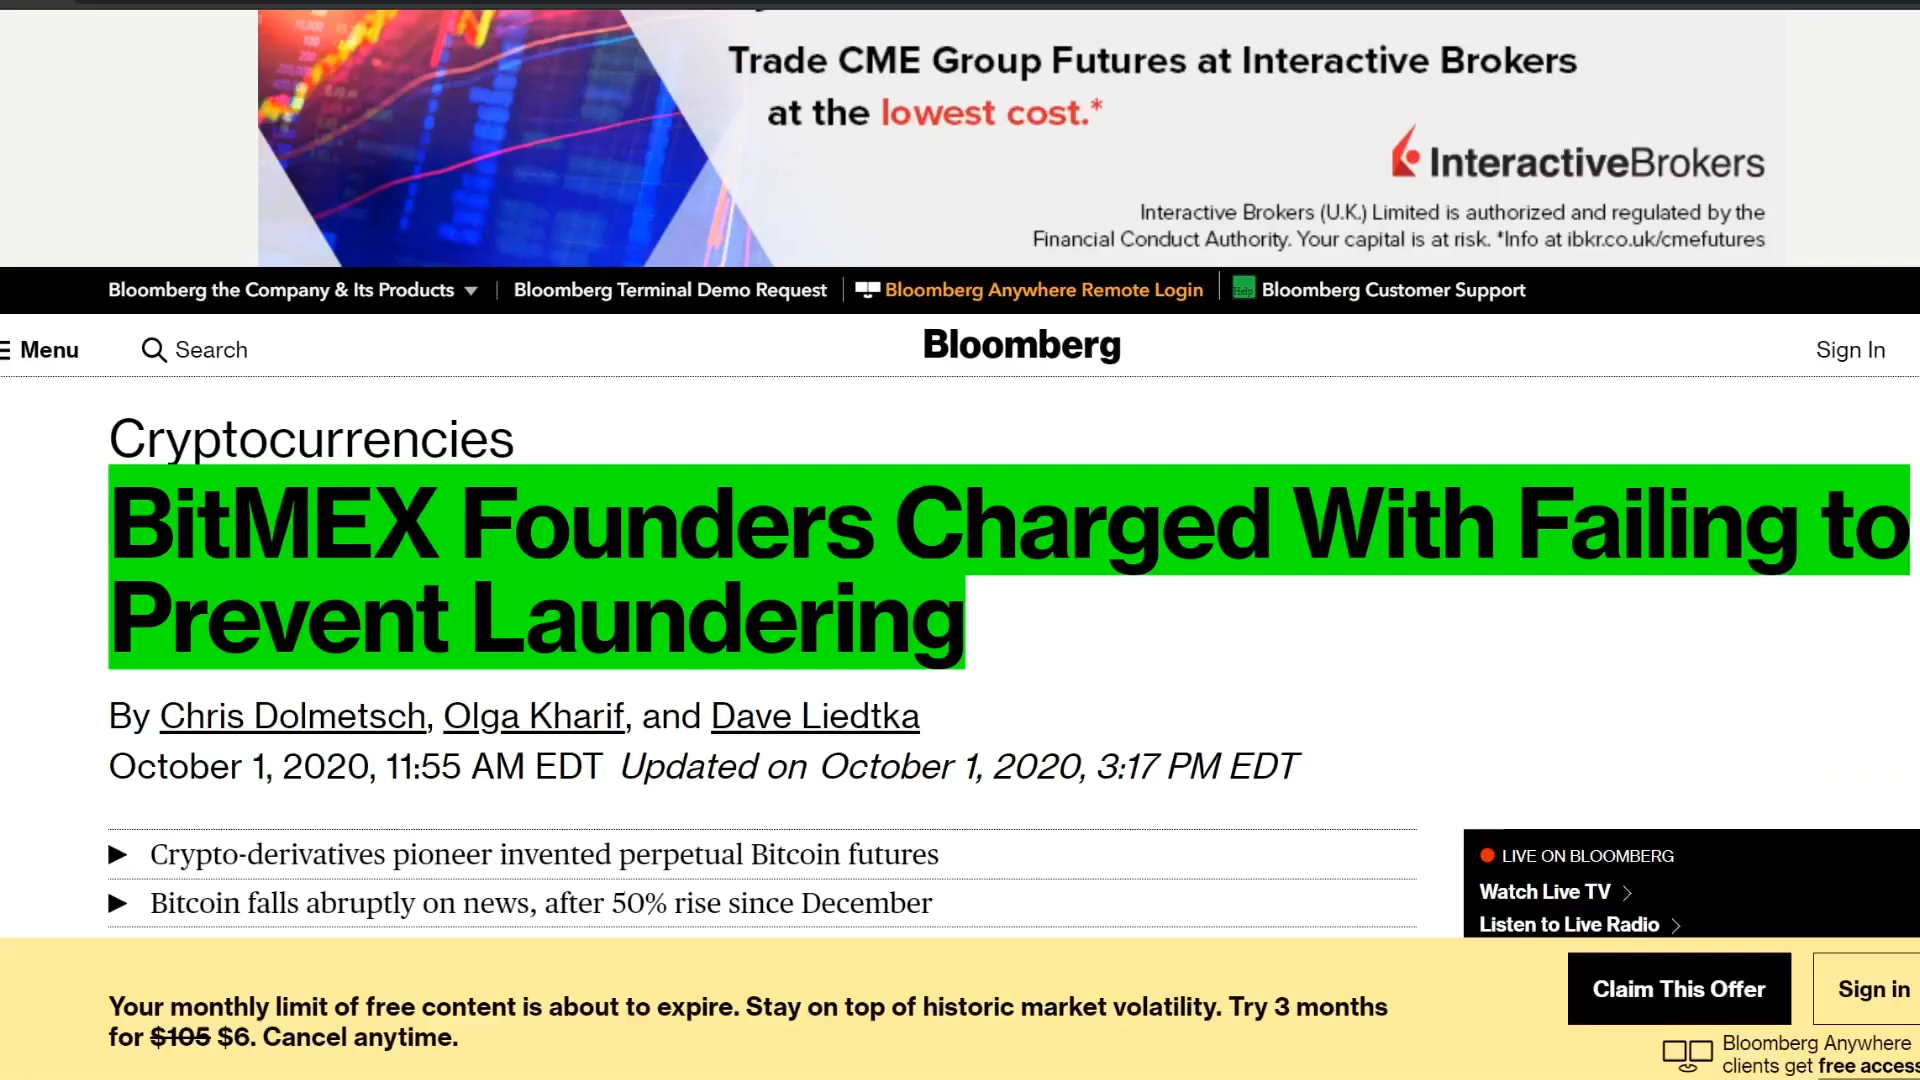 Trade CME Group Futures at Interactive Brokers
at the lowest cost.*
InteractiveBrokers
Interactive Brokers (U.K.) Limited is authorized and regulated by the
Financial Conduct Authority. Your capital is at risk. *Info at ibkr.co.uk/cmefutures
Bloomberg the Company & Its Products
Bloomberg Terminal Demo Request
Bloomberg Anywhere Remote Login
Help
Bloomberg Customer Support
Menu
Search
Bloomberg
Sign In
Cryptocurrencies
BitMEX Founders Charged With Failing to
Prevent Laundering
By Chris Dolmetsch, Olga Kharif, and Dave Liedtka
October 1, 2020, 11:55 AM EDT Updated on October 1, 2020, 3:17 PM EDT
Crypto-derivatives pioneer invented perpetual Bitcoin futures
Bitcoin falls abruptly on news, after 50% rise since December
LIVE ON BLOOMBERG
Watch Live TV
Listen to Live Radio
Your monthly limit of free content is about to expire. Stay on top of historic market volatility. Try 3 months
for $105 $6. Cancel anytime.
Claim This Offer
Sign in
Bloomberg Anywhere
clients get free access